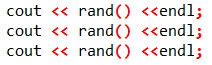 cout << rand() <<endl;
cout << rand() <<endl;
cout << rand() <<endl;